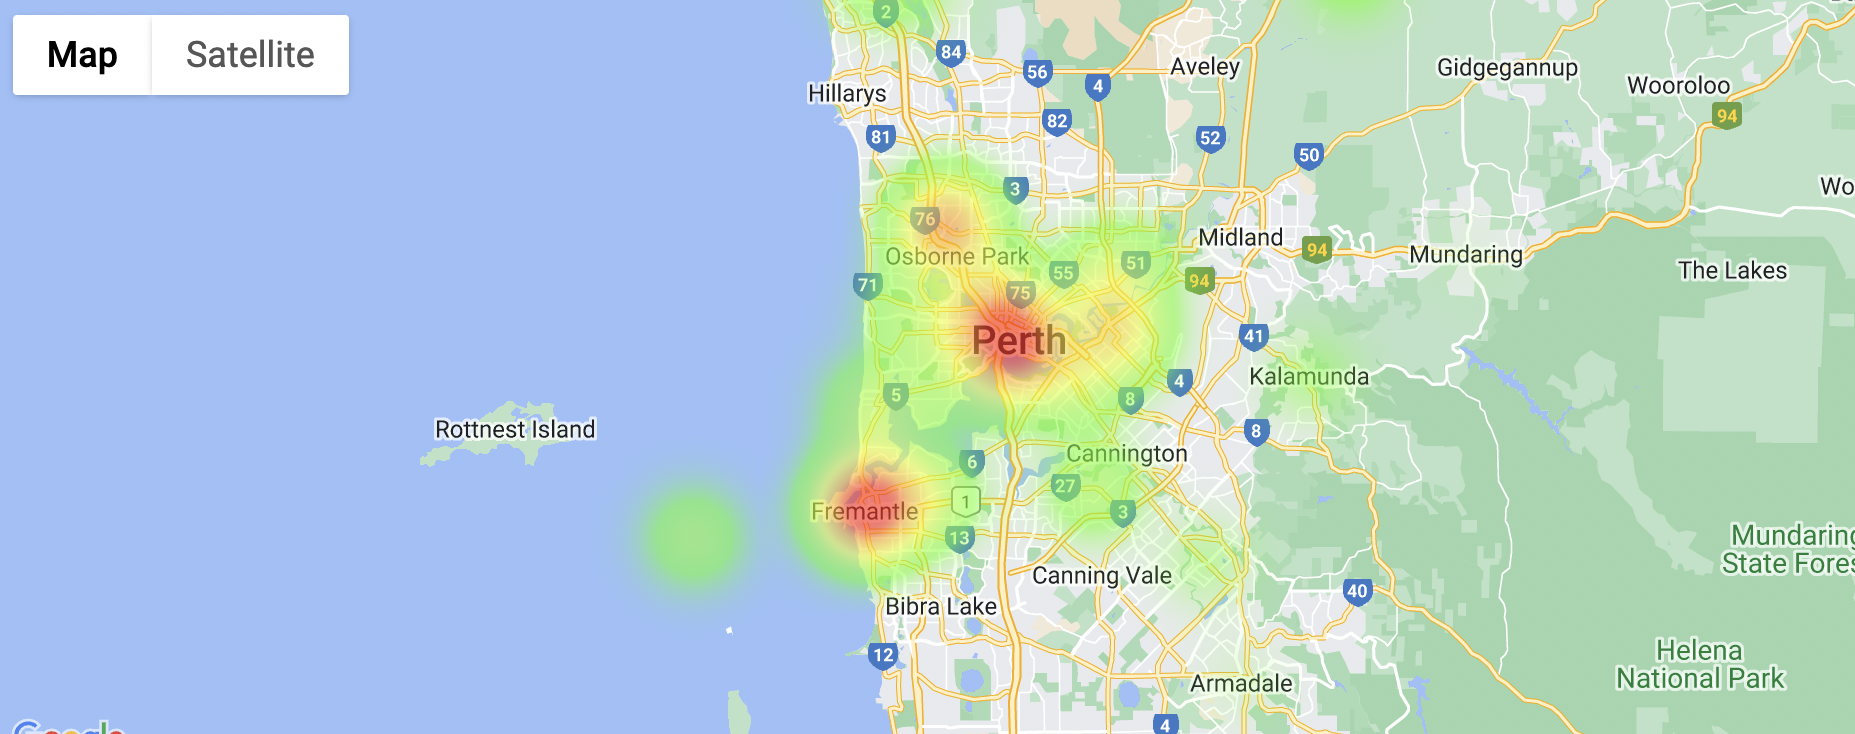 Map Satellite
2
84
56
4
Aveley
Gidgegannup
Wooroloo
Hillarys
94
82
81
52
50
3
Wo
76
Midland
94
Mundaring
Osborne Park
51
55
The Lakes
94
71
75
Perth
41
Kalamunda
4
5
8
Rottnest Island
8
Cannington
6
27
1
Fremantle
3
13
Mundaring
State Fores
Canning Vale
40
Bibra Lake
12
Helena
National Park
Armadale
4
Google